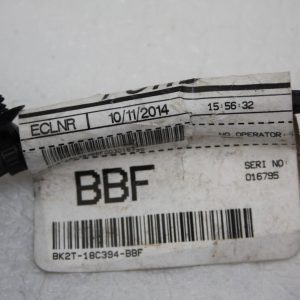 ECLNR 10/11/2014 15:56:32
NO OPERATOR
BBF
SERI NO
016795
BK2T-18C394-BBF